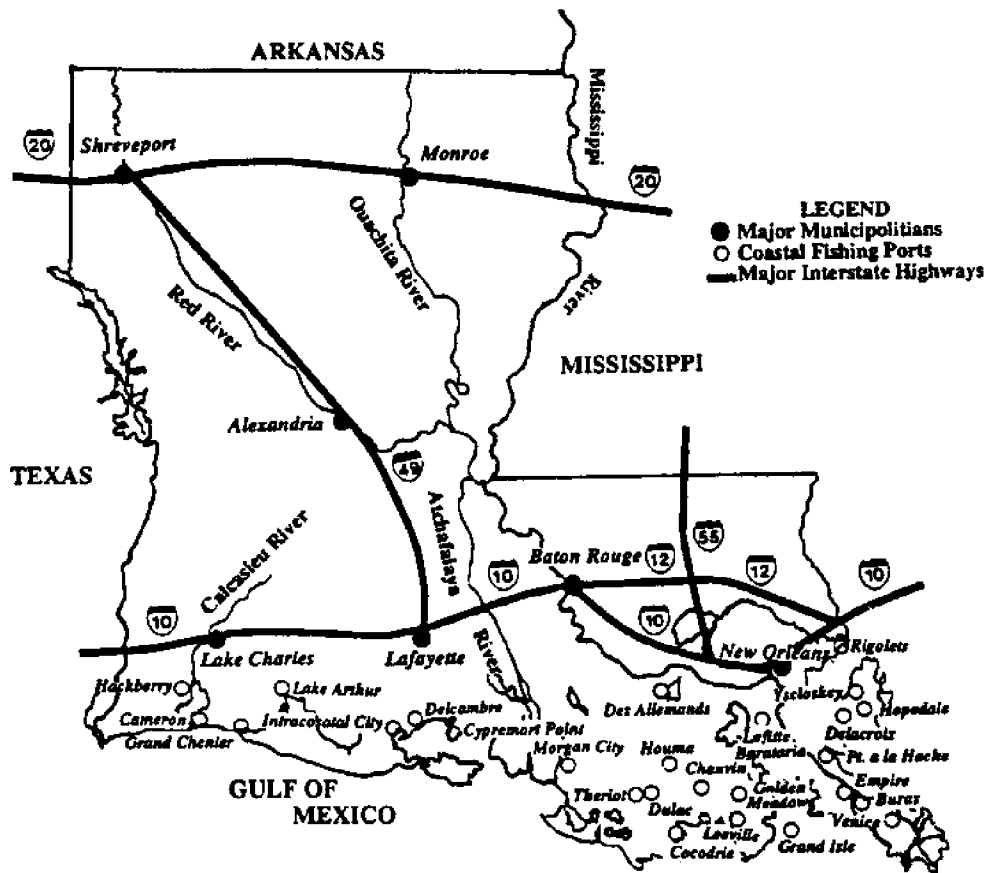 ARKANSAS
Mississippi
20
Shreveport
Monroe
20
LEGEND
Major Municipolitians
Coastal Fishing Ports
Major Interstate Highways
Ouachita River
River
Red River
MISSISSIPPI
Alexandria
49
TEXAS
Atchafalaya
55
Calcasieu River
Baton Rouge
12
12
10
10
10
10
Lake Charles
Lafayette
River
New Orleans
Rigolets
Hackberry
Lake Arthur
Des Allemands
Yscloskey
Hopedale
Cameron
Intracoastal City
Delcambre
Cypremort Point
Delacroix
Grand Chenier
Lafitte
Barataria
Pt. a la Hache
Morgan City
Houma
Chauvin
Empire
GULF OF
MEXICO
Theriot
Dulac
Golden
Meadow
Buras
Venice
Leeville
Cocodrie
Grand Isle